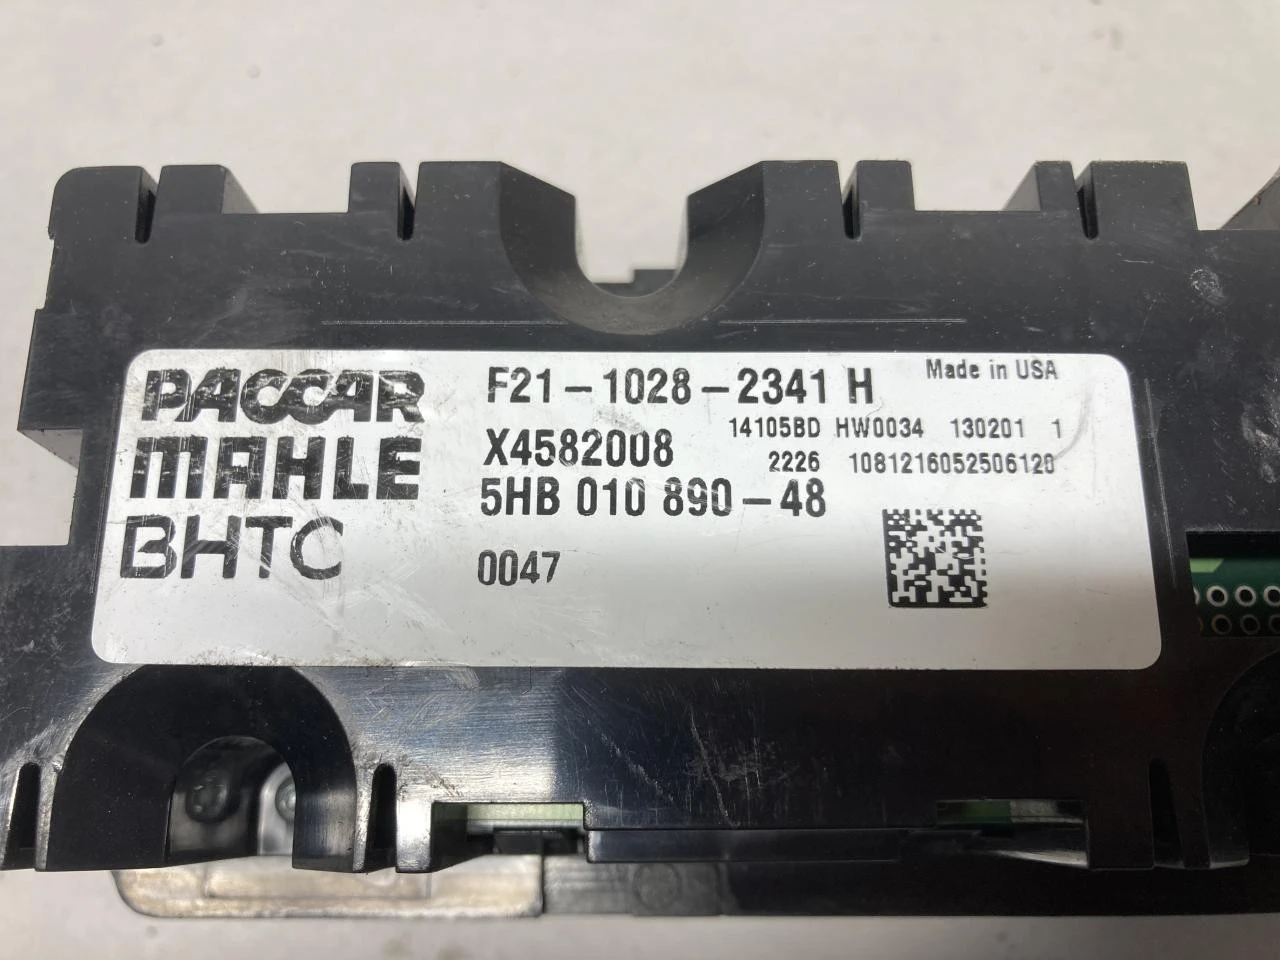 PACCAR
MAHLE
BHTC
F21-1028-2341 H
Made in USA
14105BD HW0034 130201 1
X4582008
2226 1081216052506120
5HB 010 890-48
0047